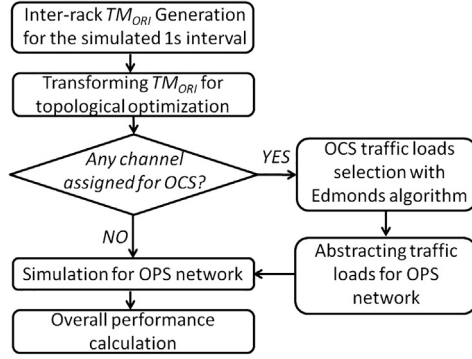 Inter-rack TM_ORI Generation
for the simulated 1s interval
Transforming TM_ORI for
topological optimization
Any channel
assigned for OCS?
YES
OCS traffic loads
selection with
Edmonds algorithm
NO
Abstracting traffic
loads for OPS
network
Simulation for OPS network
Overall performance
calculation